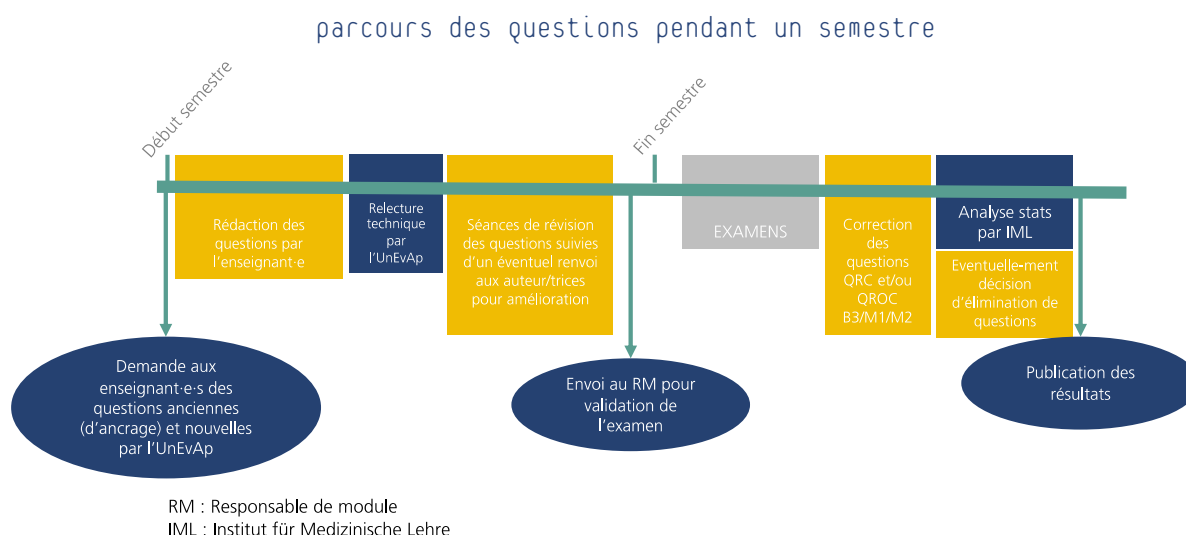 parcours des questions pendant un semestre
Début semestre
Fin semestre
Rédaction des
questions par
l'enseignant·e
Relecture
technique
par
l'UnEvAp
Séances de révision
des questions suivies
d'un éventuel renvoi
aux auteur/trices
pour amélioration
EXAMENS
Correction
des
questions
QRC et/ou
QROC
B3/M1/M2
Analyse stats
par IML
Eventuelle-ment
décision
d'élimination de
questions
Demande aux
enseignant·e·s des
questions anciennes
(d'ancrage) et nouvelles
par l'UnEvAp
Envoi au RM pour
validation de
l'examen
Publication des
résultats
RM : Responsable de module
IML : Institut für Medizinische Lehre